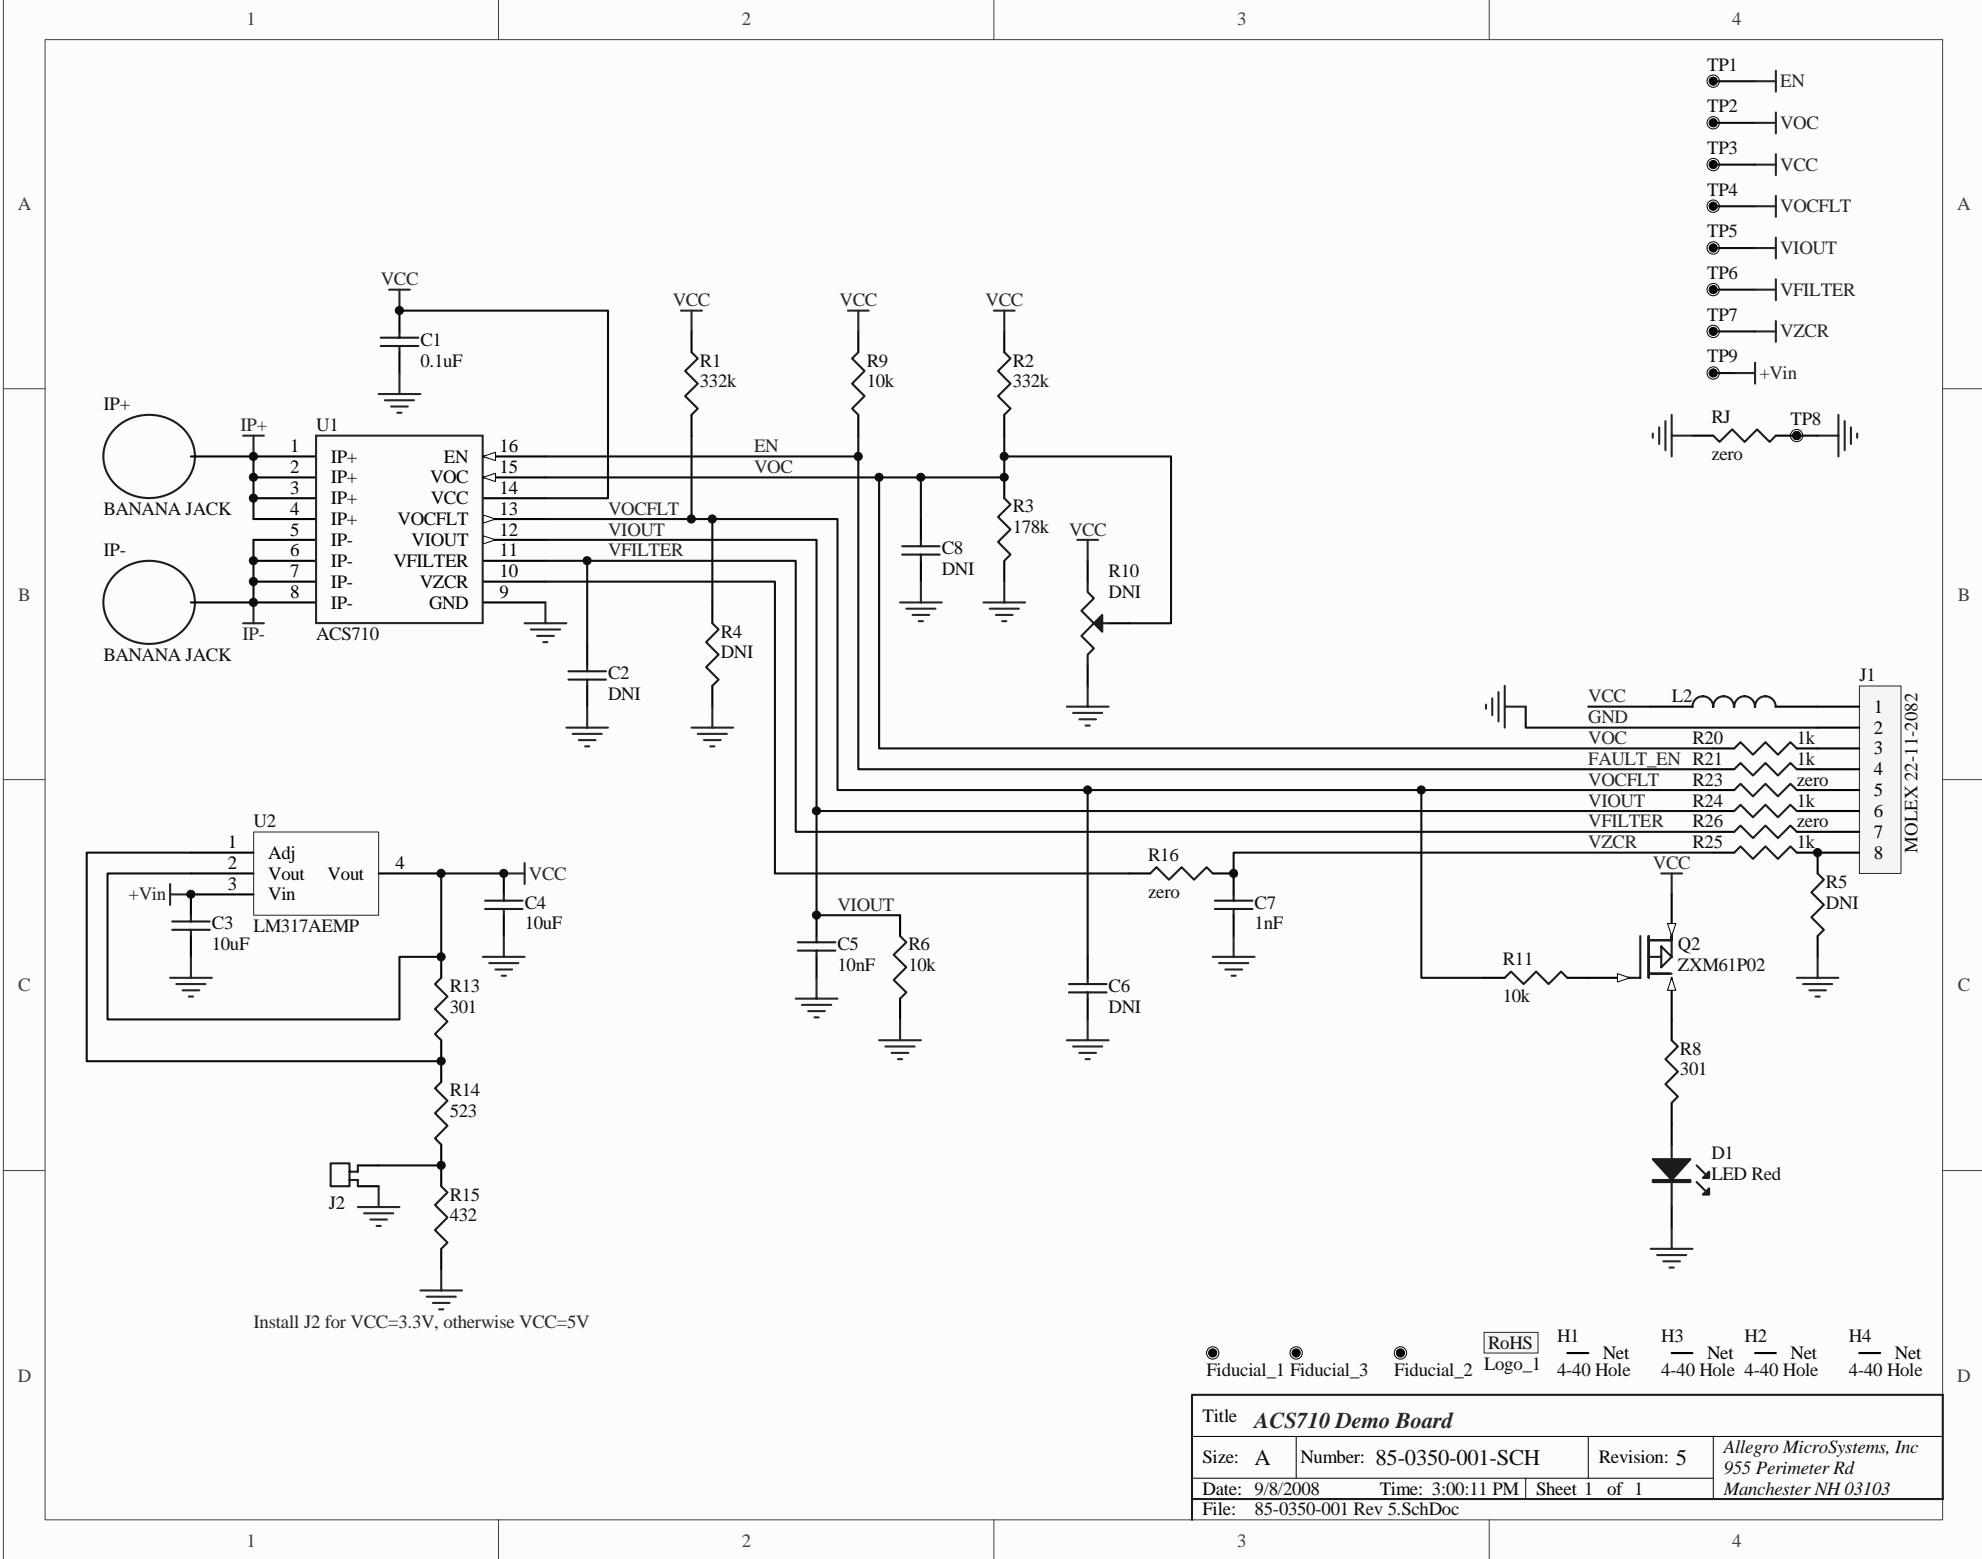 1 2 3 4
A
A
B
B
C
C
D
D
TP1
EN
TP2
VOC
TP3
VCC
TP4
VOCFLT
TP5
VIOUT
TP6
VFILTER
TP7
VZCR
TP9
+Vin
RJ
TP8
zero
VCC
C1
0.1uF
VCC
R1
332k
VCC
R9
10k
VCC
R2
332k
IP+
BANANA JACK
IP-
BANANA JACK
IP+
IP-
U1
1 IP+ EN 16
2 IP+ VOC 15
3 IP+ VCC 14
4 IP+ VOCFLT 13
5 IP- VIOUT 12
6 IP- VFILTER 11
7 IP- VZCR 10
8 IP- GND 9
ACS710
EN
VOC
VOCFLT
VIOUT
VFILTER
C2
DNI
R4
DNI
C8
DNI
R3
178k
VCC
R10
DNI
J1
MOLEX 22-11-2082
VCC L2 1
GND 2
VOC R20 1k 3
FAULT_EN R21 1k 4
VOCFLT R23 zero 5
VIOUT R24 1k 6
VFILTER R26 zero 7
VZCR R25 1k 8
U2
1 Adj
2 Vout Vout 4
3 Vin
LM317AEMP
+Vin
C3
10uF
VCC
C4
10uF
R13
301
R14
523
J2
R15
432
Install J2 for VCC=3.3V, otherwise VCC=5V
VIOUT
C5
10nF
R6
10k
C6
DNI
R16
zero
C7
1nF
VCC
Q2
ZXM61P02
R11
10k
R5
DNI
R8
301
D1
LED Red
Fiducial_1
Fiducial_3
Fiducial_2
RoHS
Logo_1
H1 Net
4-40 Hole
H3 Net
4-40 Hole
H2 Net
4-40 Hole
H4 Net
4-40 Hole
Title ACS710 Demo Board
Size: A Number: 85-0350-001-SCH Revision: 5
Date: 9/8/2008 Time: 3:00:11 PM Sheet 1 of 1
File: 85-0350-001 Rev 5.SchDoc
Allegro MicroSystems, Inc
955 Perimeter Rd
Manchester NH 03103
1 2 3 4